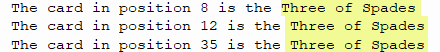 The card in position 8 is the Three of Spades
The card in position 12 is the Three of Spades
The card in position 35 is the Three of Spades